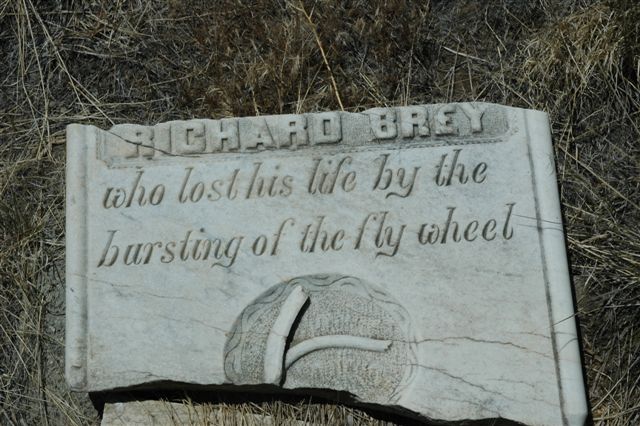 RICHARD BREY
who lost his life by the
bursting of the fly wheel